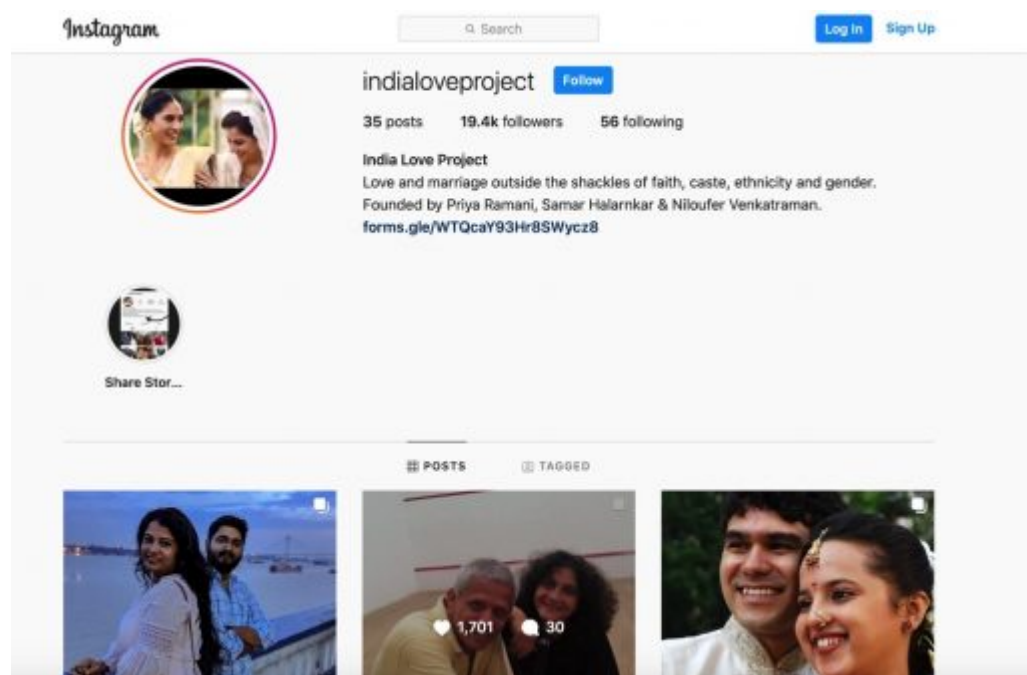 Instagram
Search
Log In
Sign Up
indialoveproject
Follow
35 posts 19.4k followers 56 following
India Love Project
Love and marriage outside the shackles of faith, caste, ethnicity and gender.
Founded by Priya Ramani, Samar Halarnkar & Niloufer Venkatraman.
forms.gle/WTQcaY93Hr8SWycz8
Share Stor...
POSTS
TAGGED
1,701 30